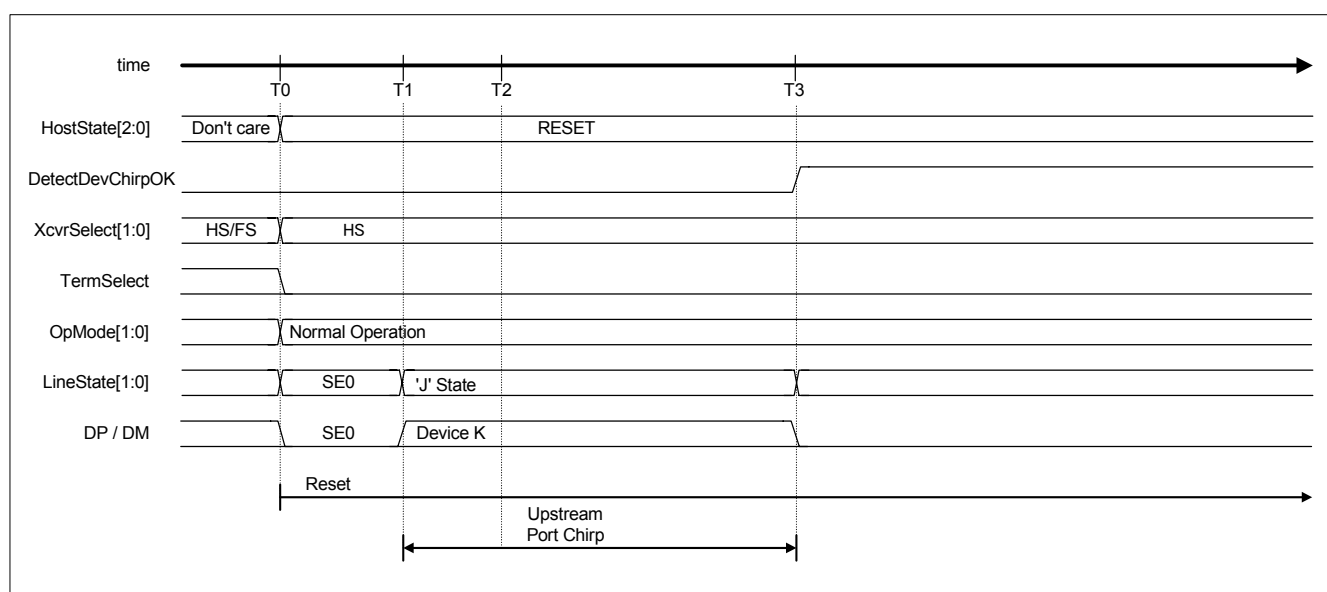 time
T0 T1 T2 T3
HostState[2:0] Don't care RESET
DetectDevChirpOK
XcvrSelect[1:0] HS/FS HS
TermSelect
OpMode[1:0] Normal Operation
LineState[1:0] SE0 'J' State
DP / DM SE0 Device K
Reset
Upstream
Port Chirp